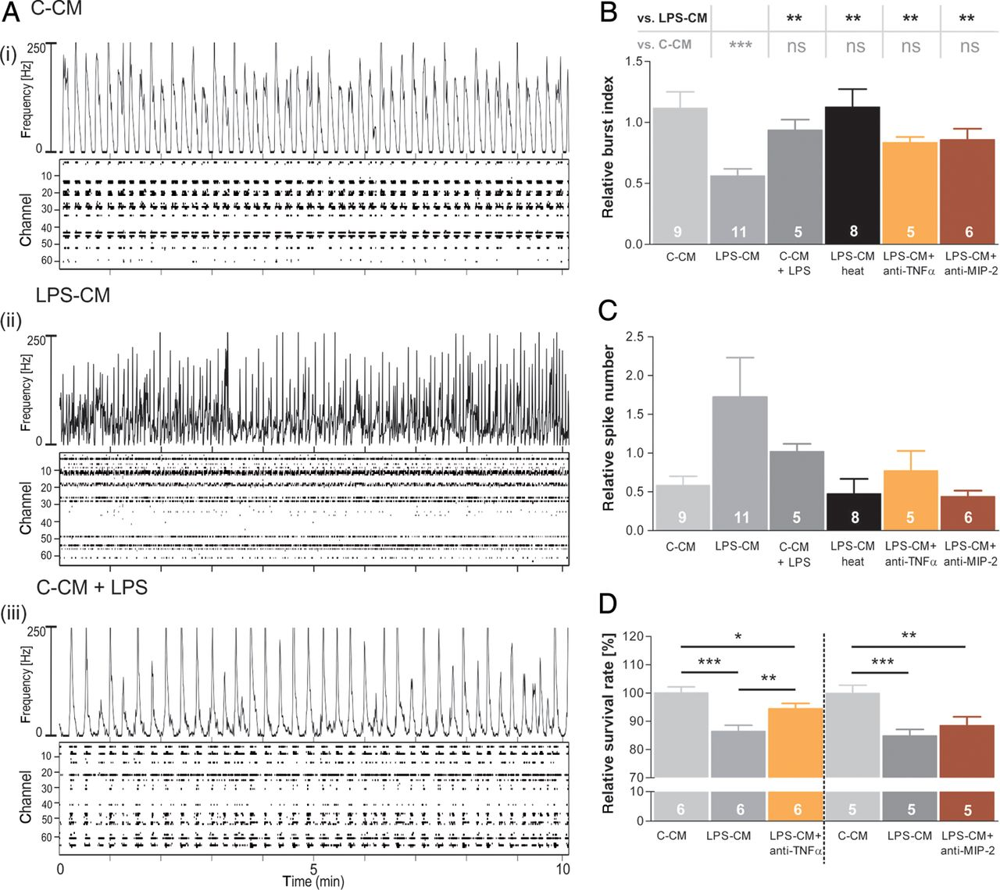 A C-CM
(i)
250
Frequency [Hz]
0
Channel
10
20
30
40
50
60
LPS-CM
(ii)
250
Frequency [Hz]
0
Channel
10
20
30
40
50
60
C-CM + LPS
(iii)
250
Frequency [Hz]
0
Channel
10
20
30
40
50
60
0 5 10
Time (min)
B
vs. LPS-CM ** ** ** **
vs. C-CM *** ns ns ns ns
Relative burst index
1.5
1.0
0.5
0.0
9 11 5 8 5 6
C-CM LPS-CM C-CM LPS-CM LPS-CM+ LPS-CM+
+ LPS heat anti-TNFα anti-MIP-2
C
Relative spike number
2.5
2.0
1.5
1.0
0.5
0.0
9 11 5 8 5 6
C-CM LPS-CM C-CM LPS-CM LPS-CM+ LPS-CM+
+ LPS heat anti-TNFα anti-MIP-2
D
Relative survival rate [%]
120
110
100
90
80
70
10
0
* **
*** ***
**
6 6 6 5 5 5
C-CM LPS-CM LPS-CM+ C-CM LPS-CM LPS-CM+
anti-TNFα anti-MIP-2